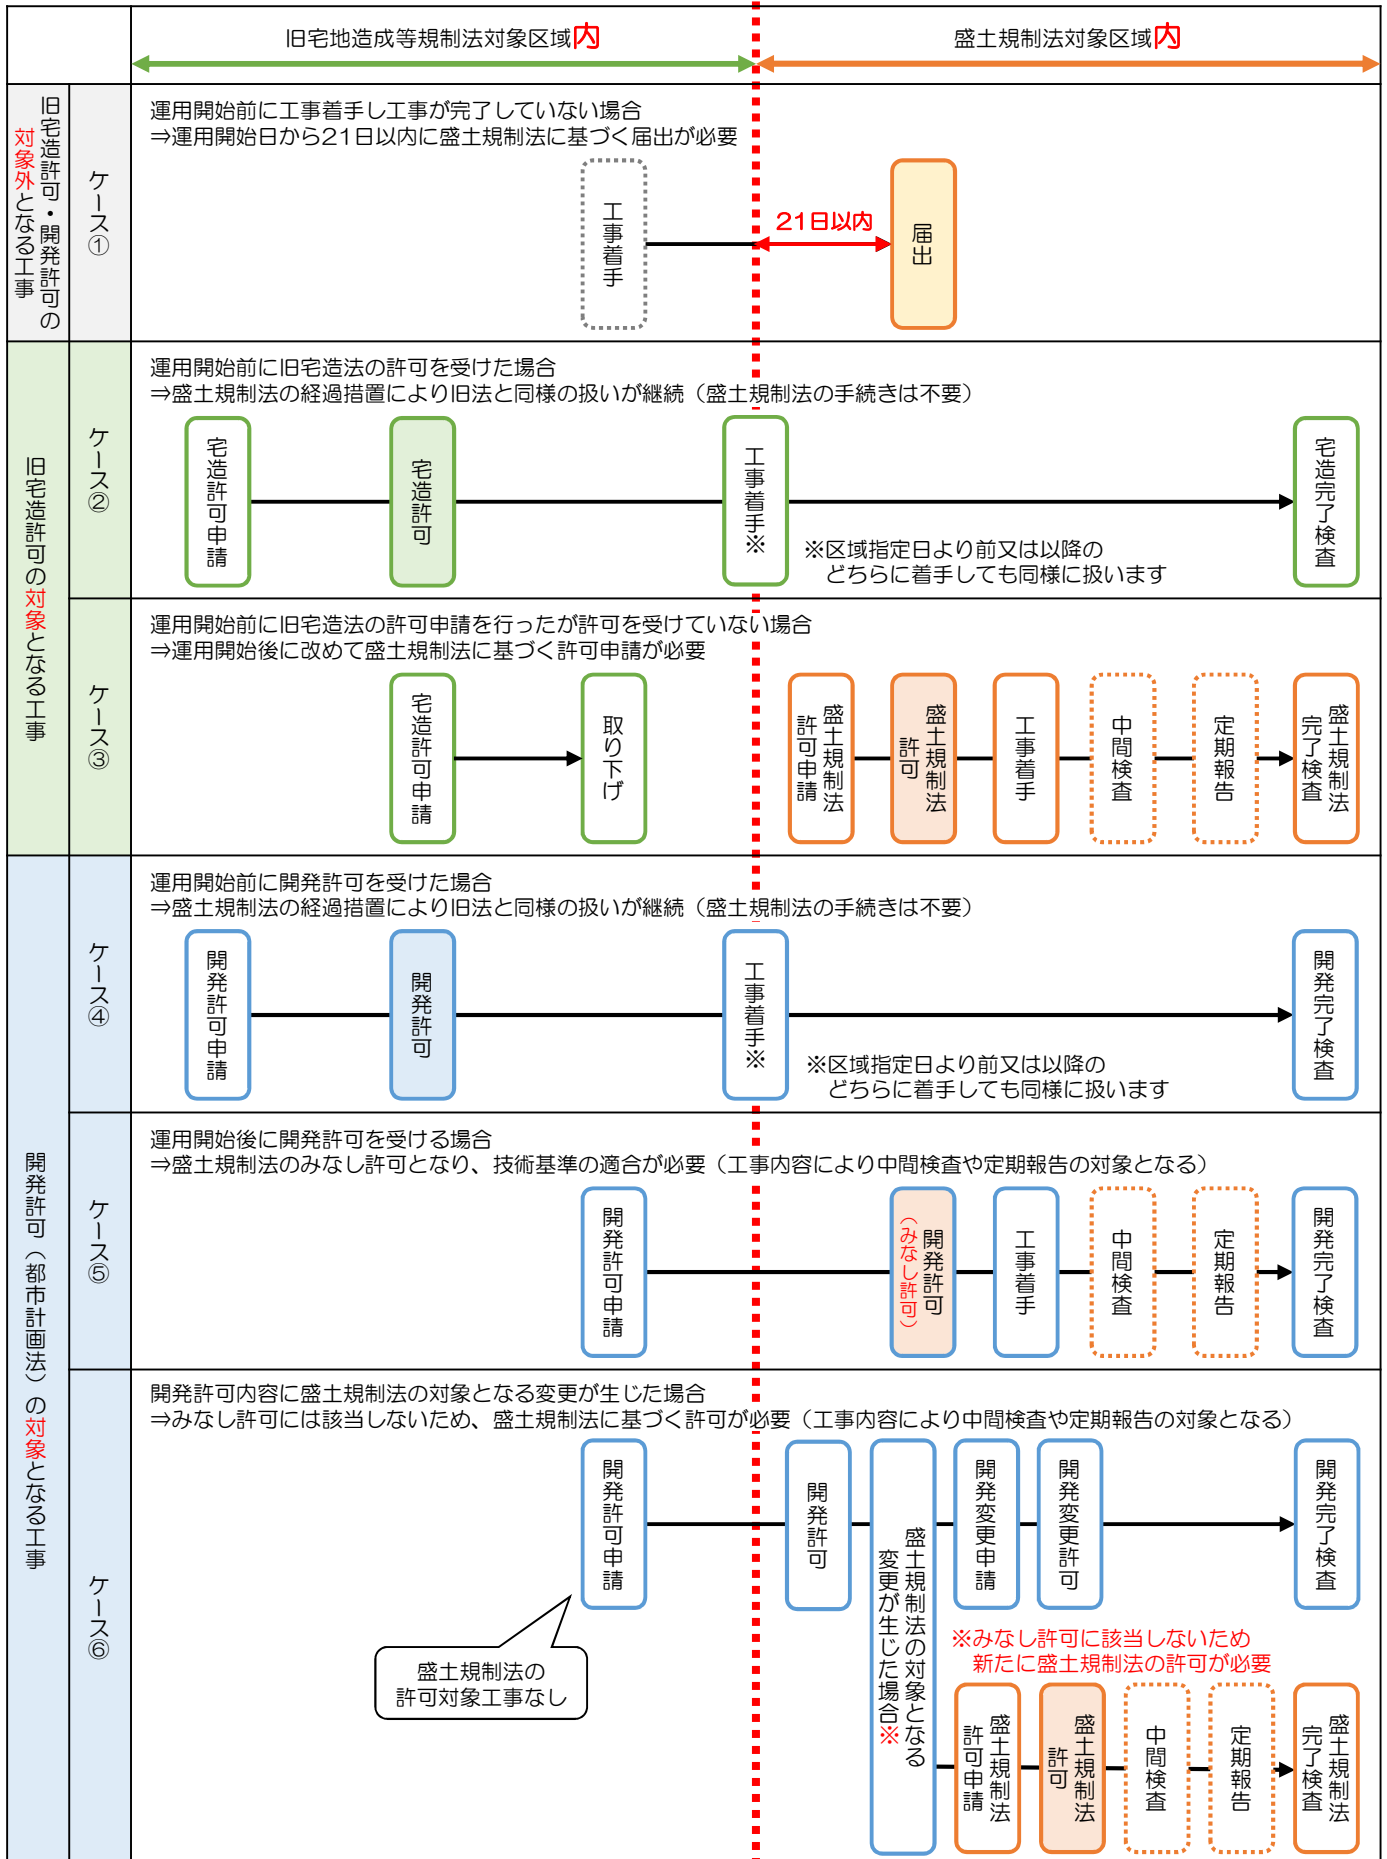 旧宅地造成等規制法対象区域内
盛土規制法対象区域内
旧宅造許可・開発許可の
対象外となる工事
ケース①
運用開始前に工事着手し工事が完了していない場合
⇒運用開始日から21日以内に盛土規制法に基づく届出が必要
工事着手
21日以内
届出
旧宅造許可の対象となる工事
ケース②
運用開始前に旧宅造法の許可を受けた場合
⇒盛土規制法の経過措置により旧法と同様の扱いが継続（盛土規制法の手続きは不要）
宅造許可申請
宅造許可
工事着手※
※区域指定日より前又は以降の
どちらに着手しても同様に扱います
宅造完了検査
ケース③
運用開始前に旧宅造法の許可申請を行ったが許可を受けていない場合
⇒運用開始後に改めて盛土規制法に基づく許可申請が必要
宅造許可申請
取り下げ
盛土規制法
許可申請
盛土規制法
許可
工事着手
中間検査
定期報告
盛土規制法
完了検査
開発許可（都市計画法）の対象となる工事
ケース④
運用開始前に開発許可を受けた場合
⇒盛土規制法の経過措置により旧法と同様の扱いが継続（盛土規制法の手続きは不要）
開発許可申請
開発許可
工事着手※
※区域指定日より前又は以降の
どちらに着手しても同様に扱います
開発完了検査
ケース⑤
運用開始後に開発許可を受ける場合
⇒盛土規制法のみなし許可となり、技術基準の適合が必要（工事内容により中間検査や定期報告の対象となる）
開発許可申請
開発許可
（みなし許可）
工事着手
中間検査
定期報告
開発完了検査
ケース⑥
開発許可内容に盛土規制法の対象となる変更が生じた場合
⇒みなし許可には該当しないため、盛土規制法に基づく許可が必要（工事内容により中間検査や定期報告の対象となる）
開発許可申請
盛土規制法の
許可対象工事なし
開発許可
盛土規制法の対象となる
変更が生じた場合※
開発変更申請
開発変更許可
開発完了検査
※みなし許可に該当しないため
新たに盛土規制法の許可が必要
盛土規制法
許可申請
盛土規制法
許可
中間検査
定期報告
盛土規制法
完了検査